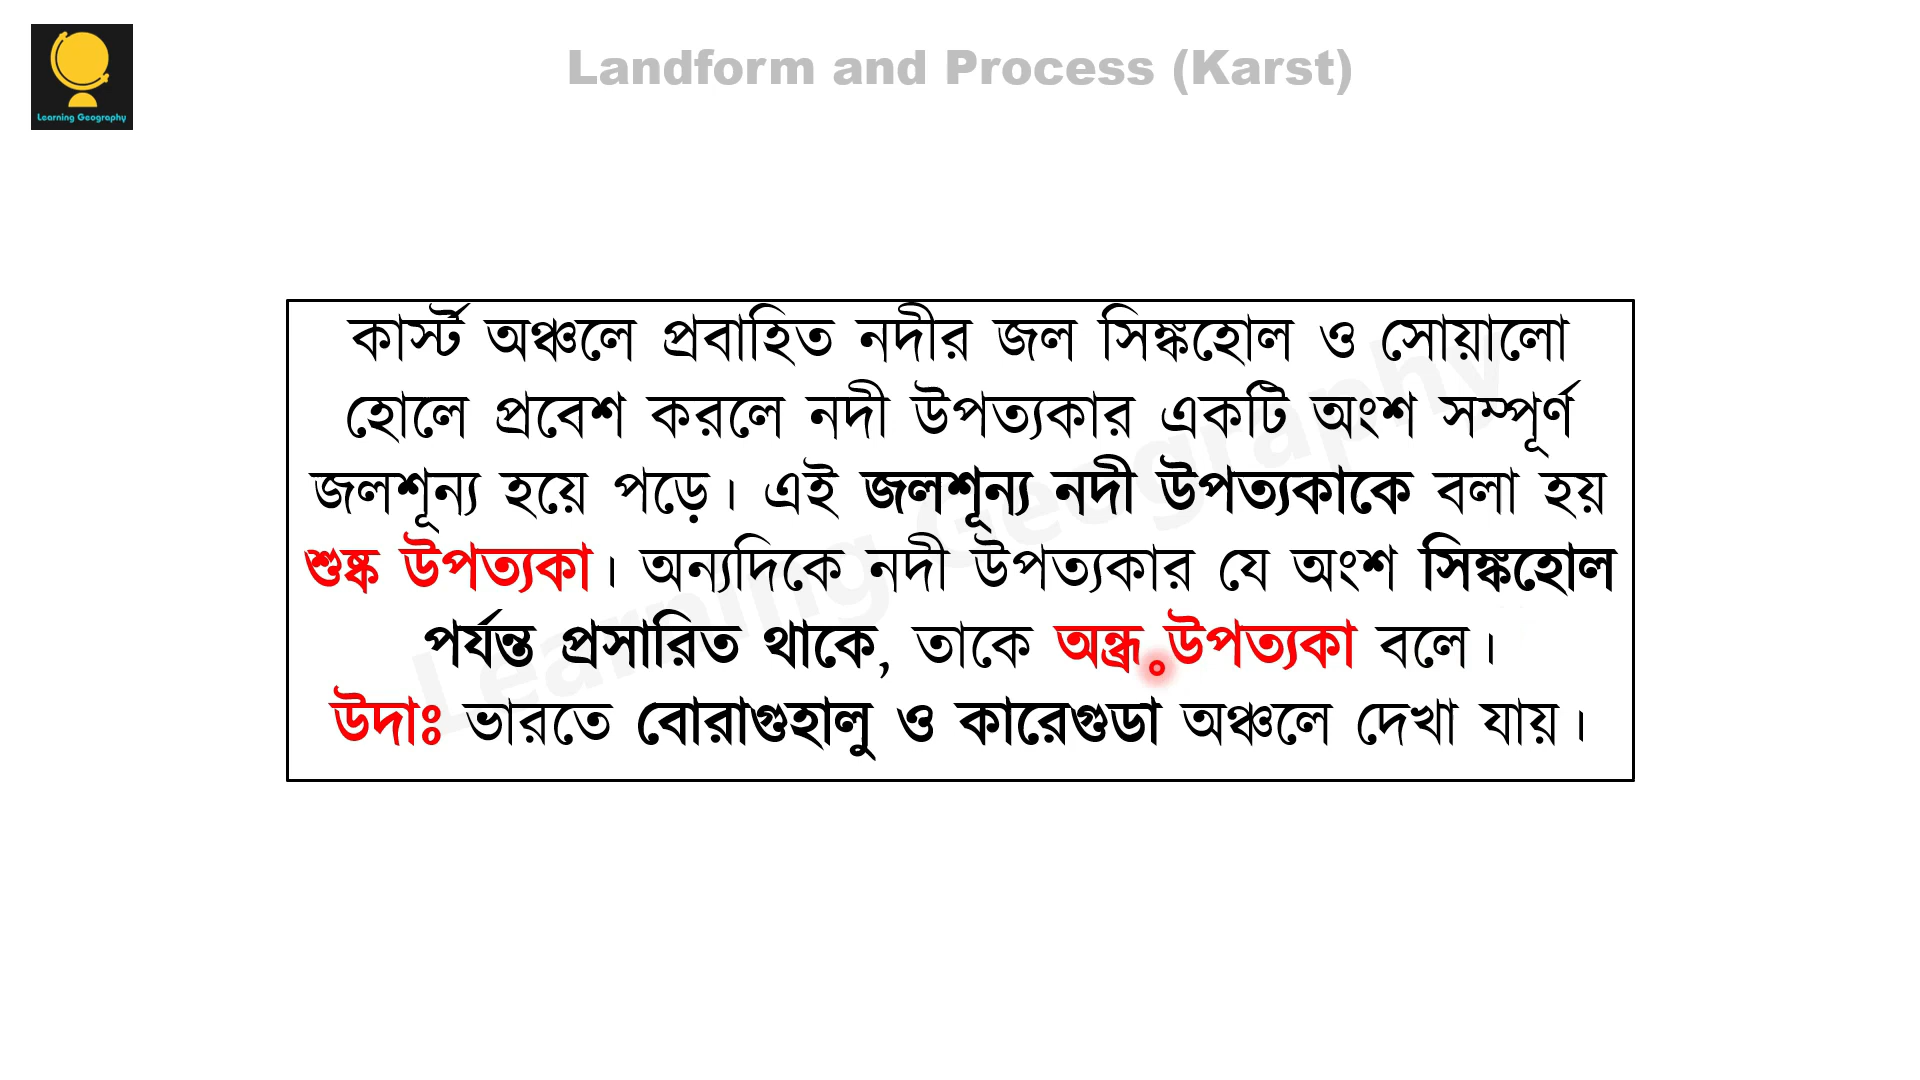 Landform and Process (Karst)
Learning Geography
কার্স্ট অঞ্চলে প্রবাহিত নদীর জল সিঙ্কহোল ও সোয়ালো
হোলে প্রবেশ করলে নদী উপত্যকার একটি অংশ সম্পূর্ণ
জলশূন্য হয়ে পড়ে। এই জলশূন্য নদী উপত্যকাকে বলা হয়
শুষ্ক উপত্যকা। অন্যদিকে নদী উপত্যকার যে অংশ সিঙ্কহোল
পর্যন্ত প্রসারিত থাকে, তাকে অন্ধ্র উপত্যকা বলে।
উদাঃ ভারতে বোরাগুহালু ও কারেগুডা অঞ্চলে দেখা যায়।
Learning Geography